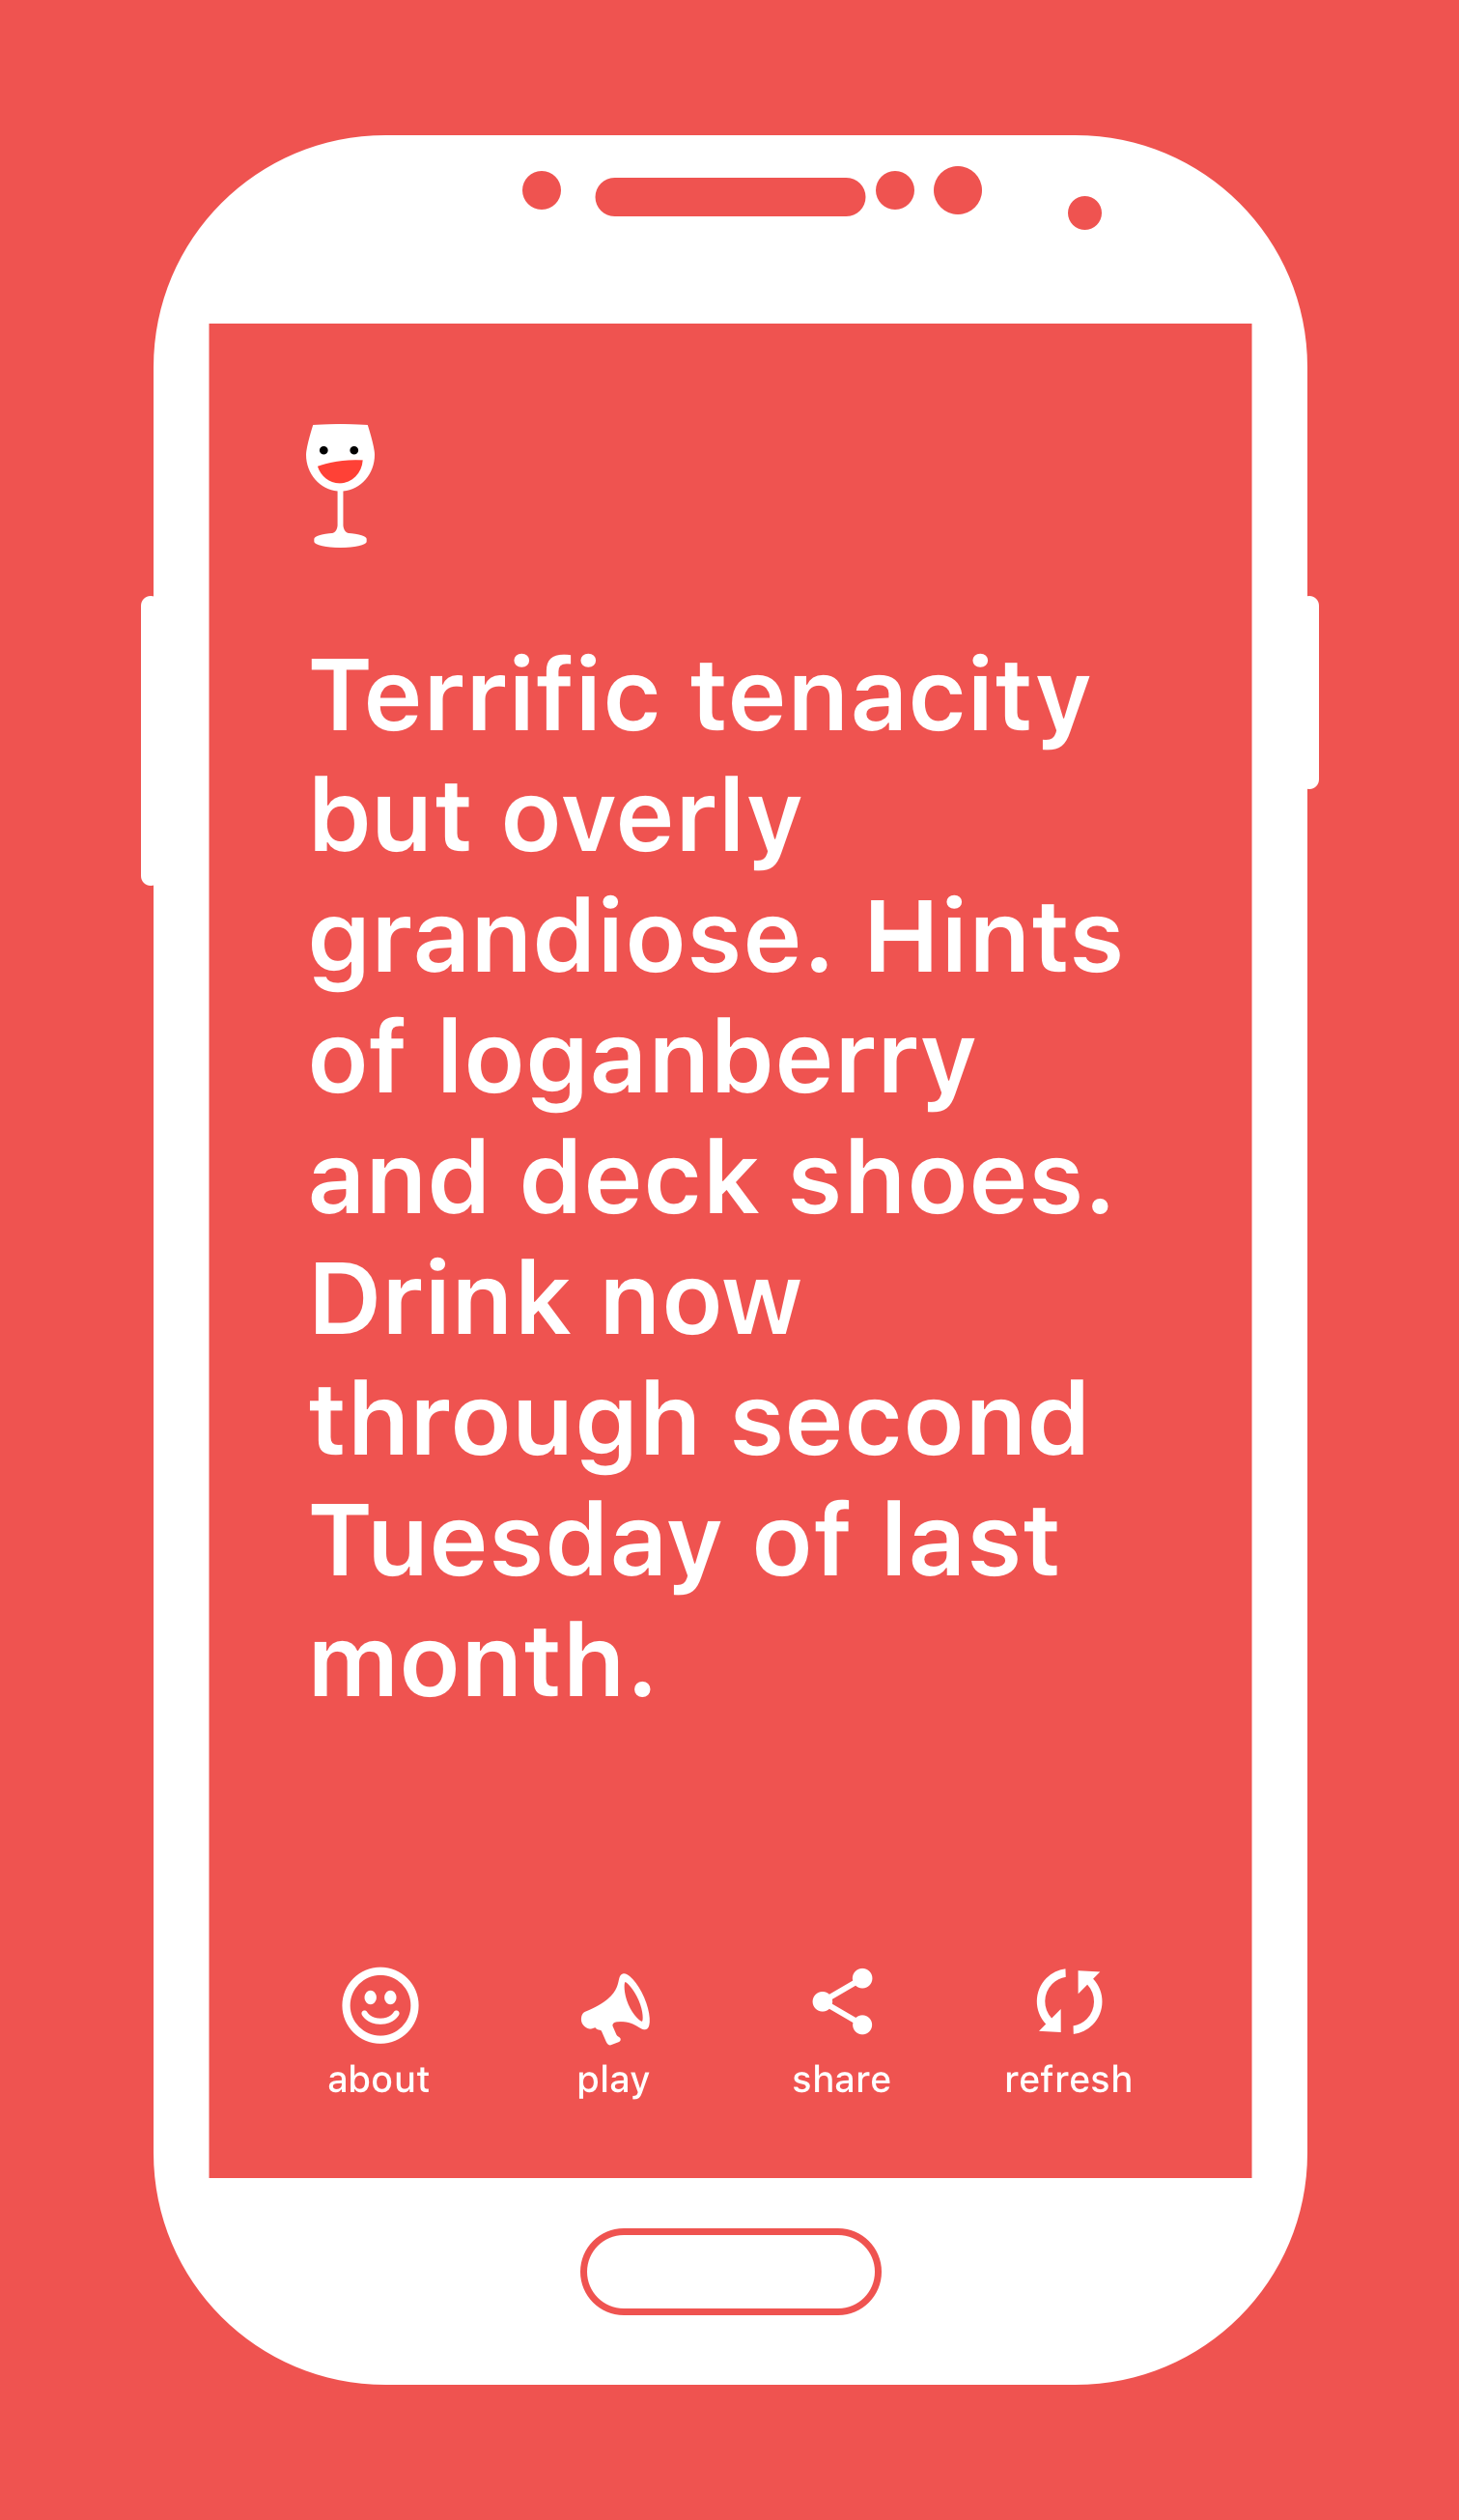 Terrific tenacity
but overly
grandiose. Hints
of loganberry
and deck shoes.
Drink now
through second
Tuesday of last
month.
about
play
share
refresh